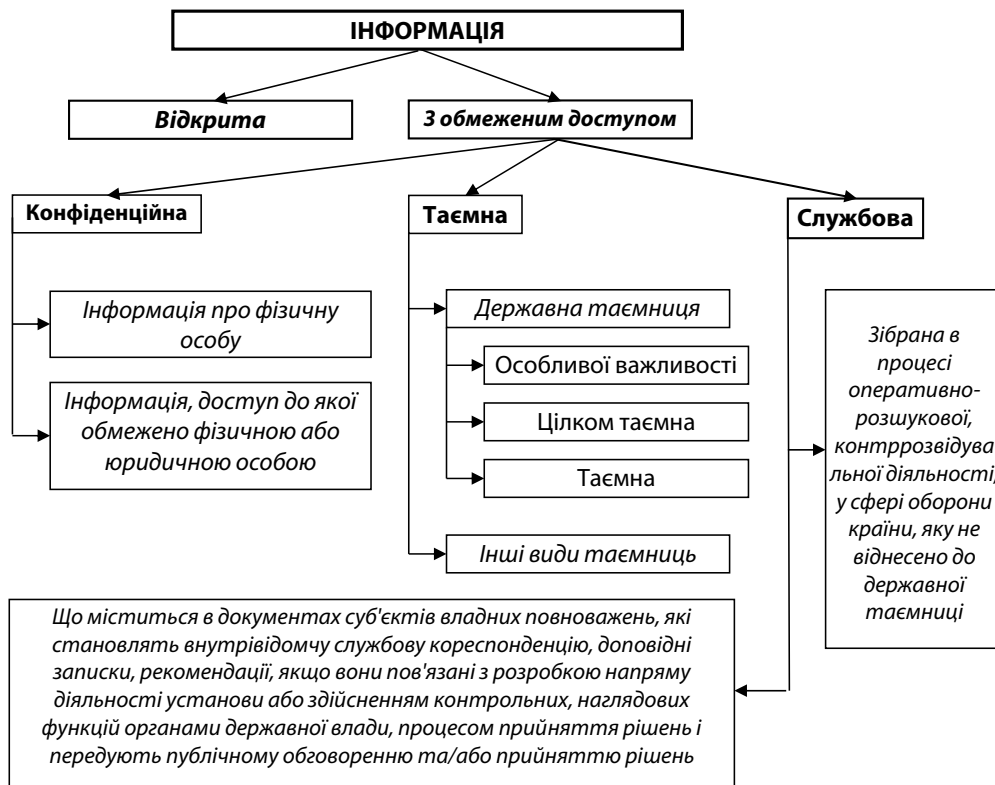 ІНФОРМАЦІЯ
Відкрита
З обмеженим доступом
Конфіденційна
Таємна
Службова
Інформація про фізичну
особу
Інформація, доступ до якої
обмежено фізичною або
юридичною особою
Державна таємниця
Особливої важливості
Цілком таємна
Таємна
Інші види таємниць
Зібрана в
процесі
оперативно-
розшукової,
контррозвідува
льної діяльності,
у сфері оборони
країни, яку не
віднесено до
державної
таємниці
Що міститься в документах суб'єктів владних повноважень, які
становлять внутрівідомчу службову кореспонденцію, доповідні
записки, рекомендації, якщо вони пов'язані з розробкою напряму
діяльності установи або здійсненням контрольних, наглядових
функцій органами державної влади, процесом прийняття рішень і
передують публічному обговоренню та/або прийняттю рішень